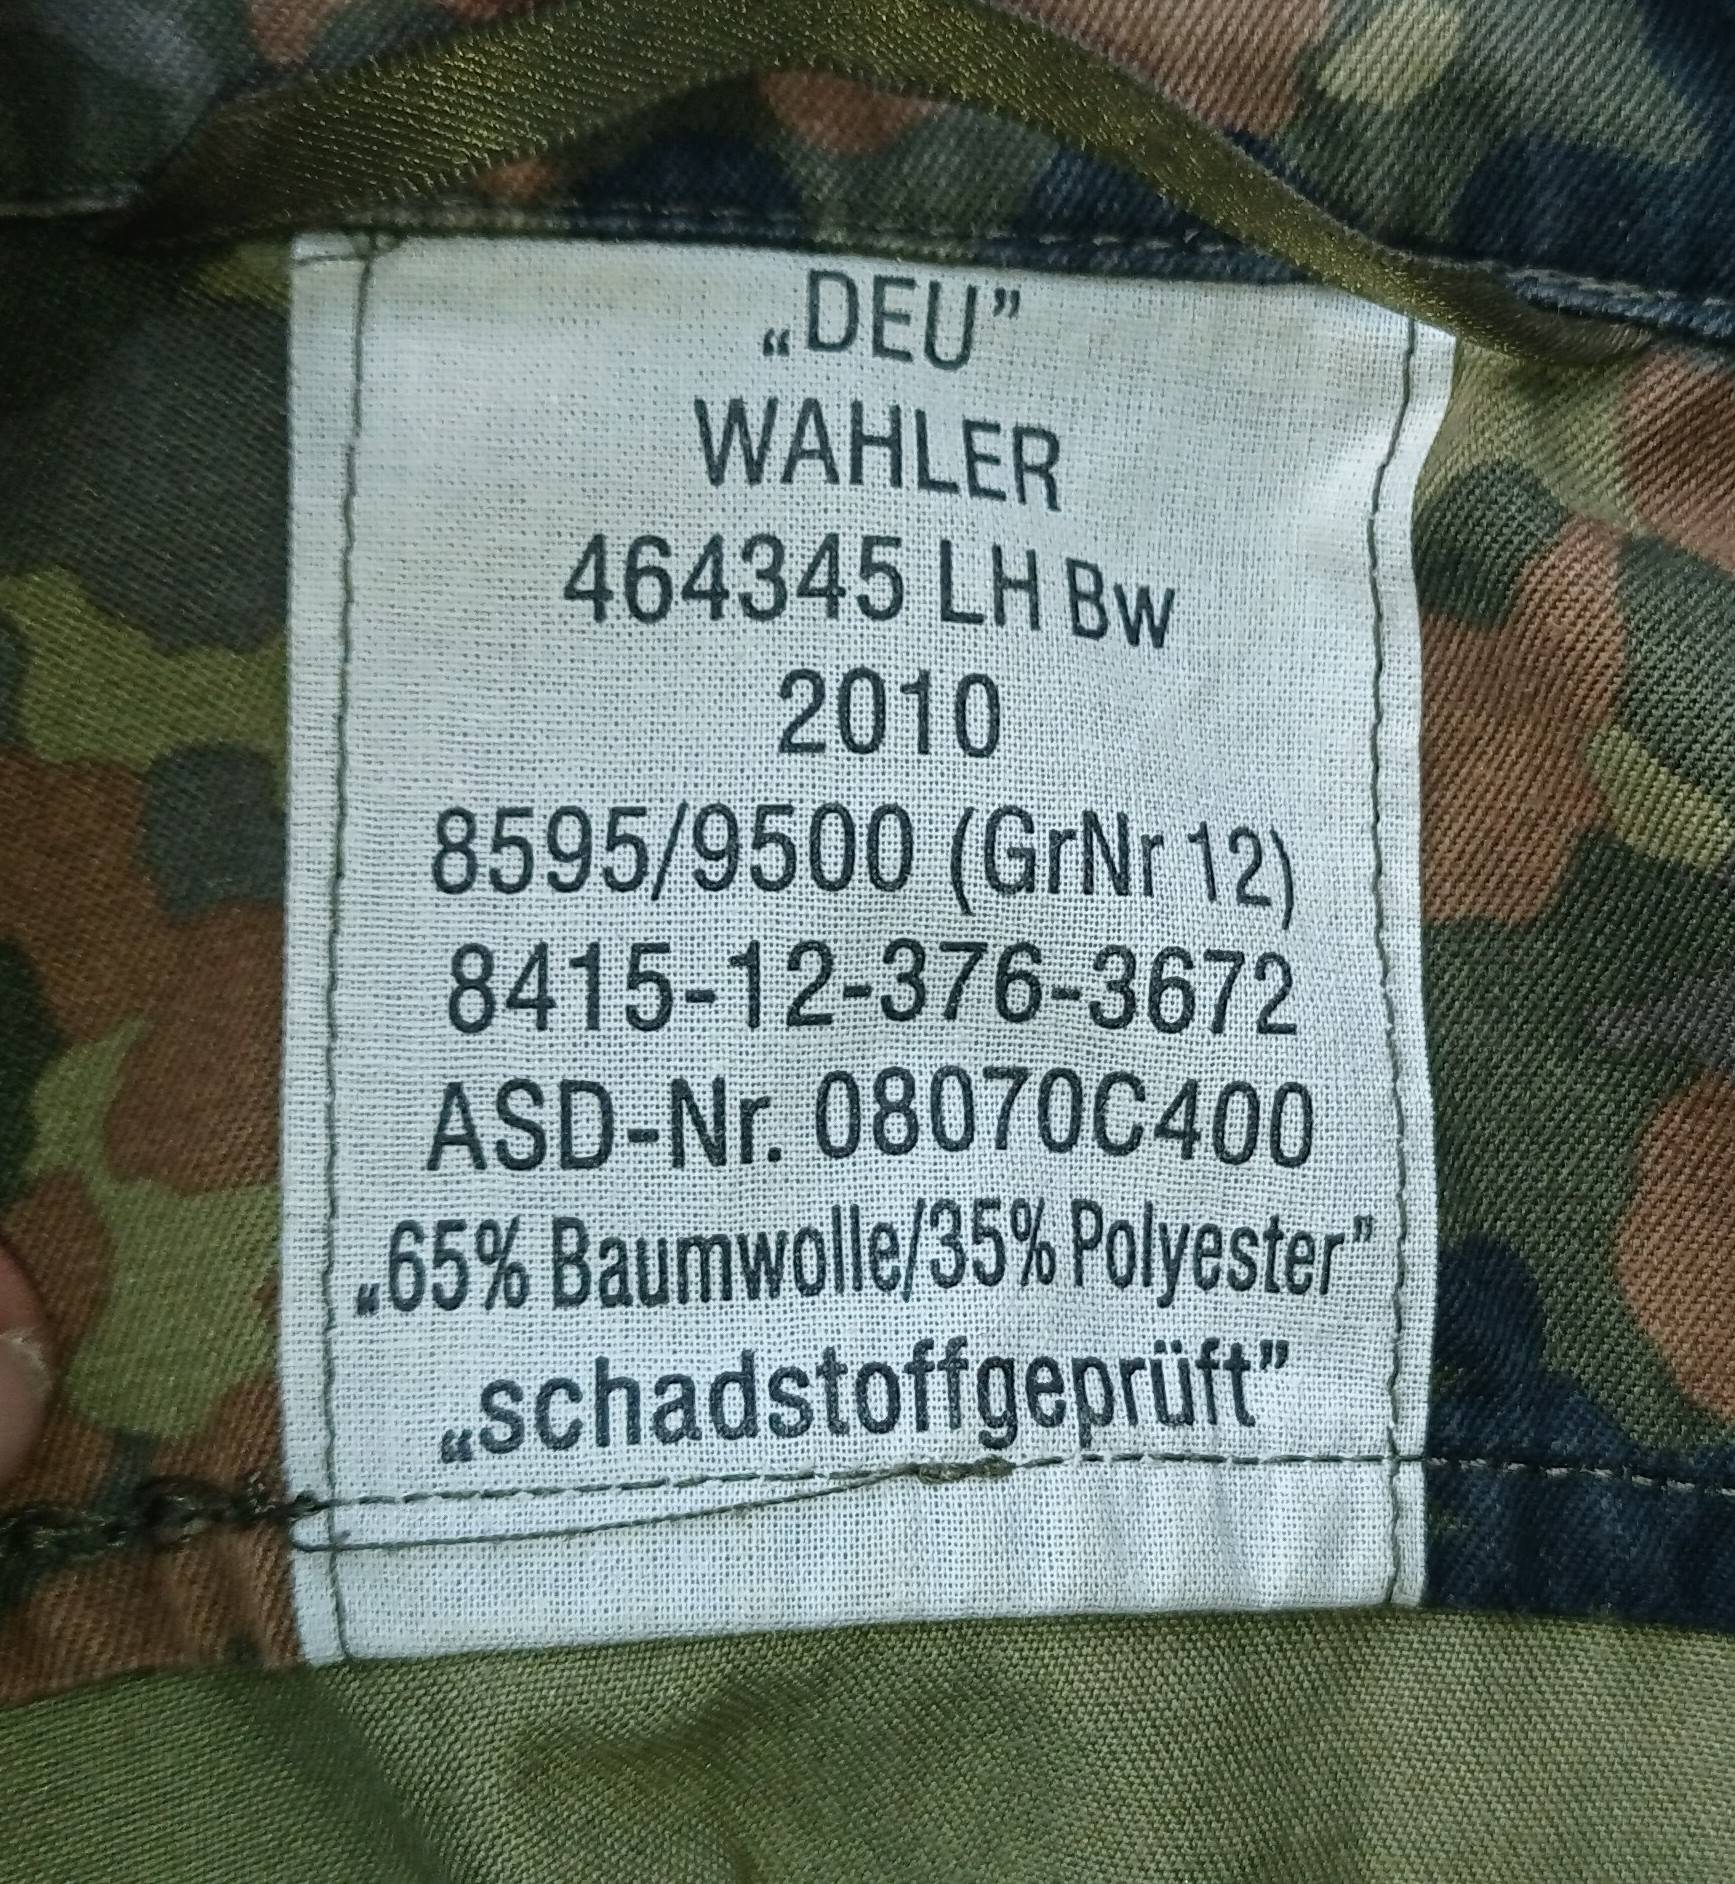 „DEU”
WAHLER
464345 LH Bw
2010
8595/9500 (GrNr 12)
8415-12-376-3672
ASD-Nr. 08070C400
„65% Baumwolle/35% Polyester”
„schadstoffgeprüft”